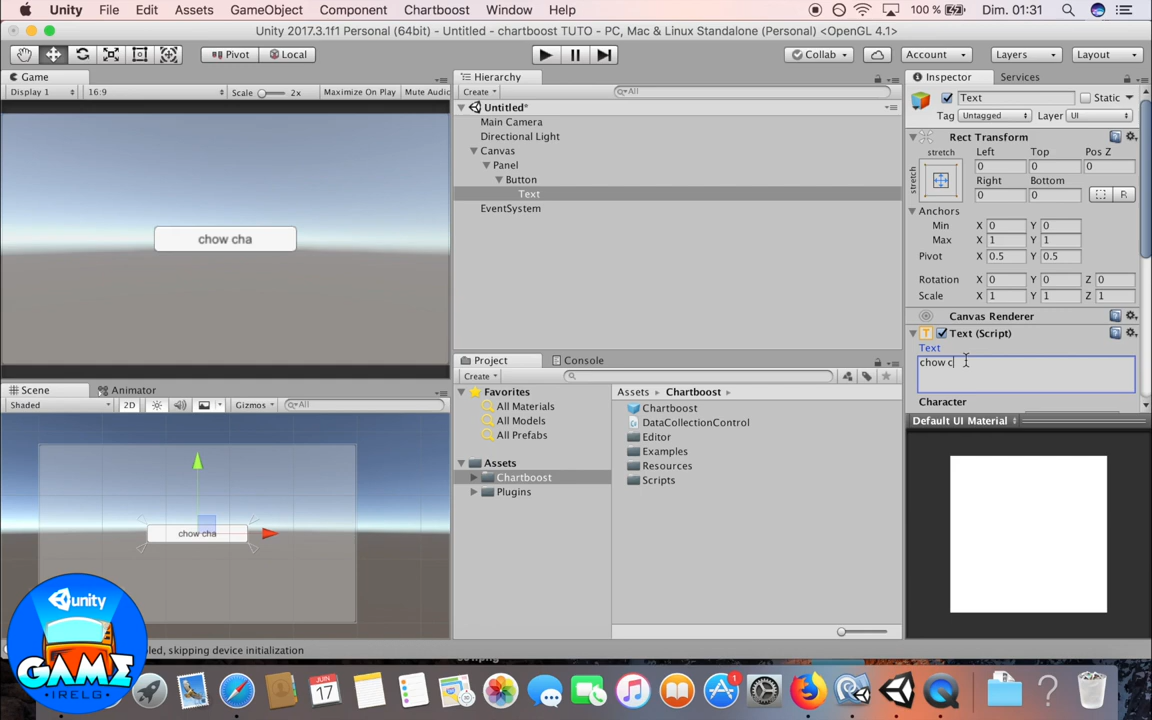 Unity File Edit Assets GameObject Component Chartboost Window Help 100 % Dim. 01:31
Unity 2017.3.1f1 Personal (64bit) - Untitled - chartboost TUTO - PC, Mac & Linux Standalone (Personal) <OpenGL 4.1>
Pivot Local Collab Account Layers Layout
Game
Display 1 16:9 Scale 2x Maximize On Play Mute Audio
chow cha
Scene Animator
Shaded 2D Gizmos All
chow cha
Hierarchy
Create All
Untitled*
Main Camera
Directional Light
Canvas
Panel
Button
Text
EventSystem
Project Console
Create
Favorites
All Materials
All Models
All Prefabs
Assets
Chartboost
Plugins
Assets Chartboost
Chartboost
DataCollectionControl
Editor
Examples
Resources
Scripts
Inspector Services
Text Static
Tag Untagged Layer UI
Rect Transform
stretch Left Top Pos Z
stretch 0 0 0
Right Bottom
0 0 R
Anchors
Min X 0 Y 0
Max X 1 Y 1
Pivot X 0.5 Y 0.5
Rotation X 0 Y 0 Z 0
Scale X 1 Y 1 Z 1
Canvas Renderer
Text (Script)
Text
chow c
Character
Default UI Material
unity
GAME
IRELG
led, skipping device initialization
JUIN
17
1